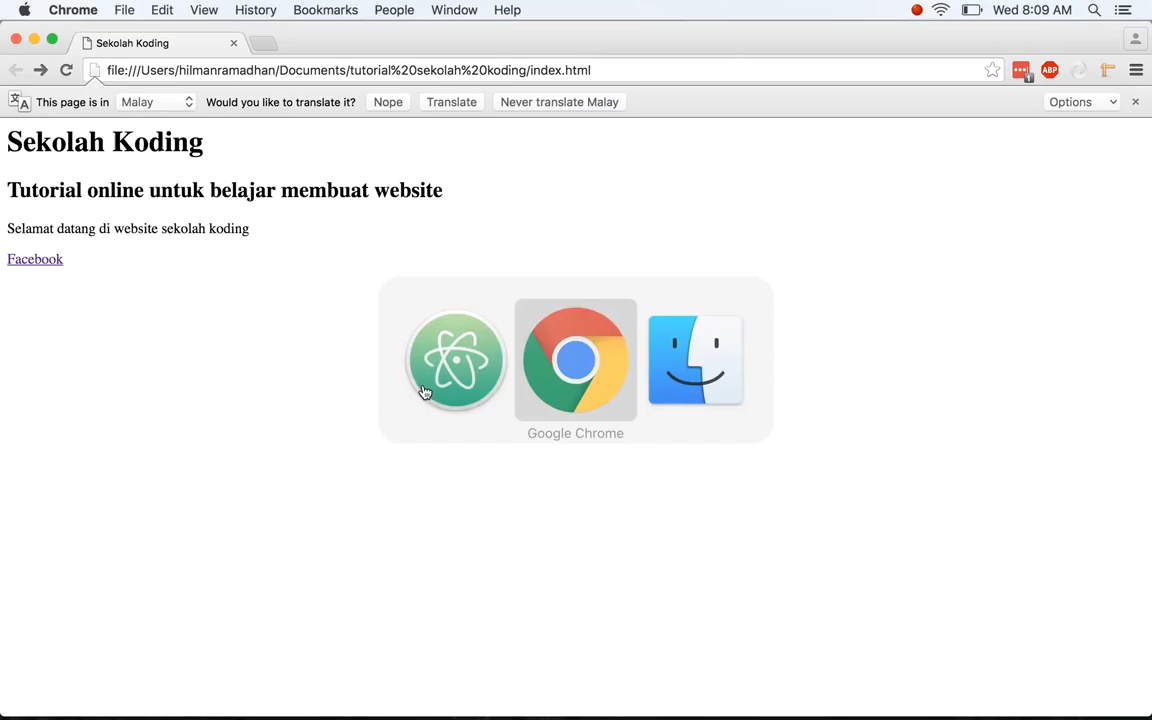 Chrome File Edit View History Bookmarks People Window Help Wed 8:09 AM
Sekolah Koding
file:///Users/hilmanramadhan/Documents/tutorial%20sekolah%20koding/index.html
ABP
This page is in Malay Would you like to translate it? Nope Translate Never translate Malay Options
Sekolah Koding
Tutorial online untuk belajar membuat website
Selamat datang di website sekolah koding
Facebook
Google Chrome